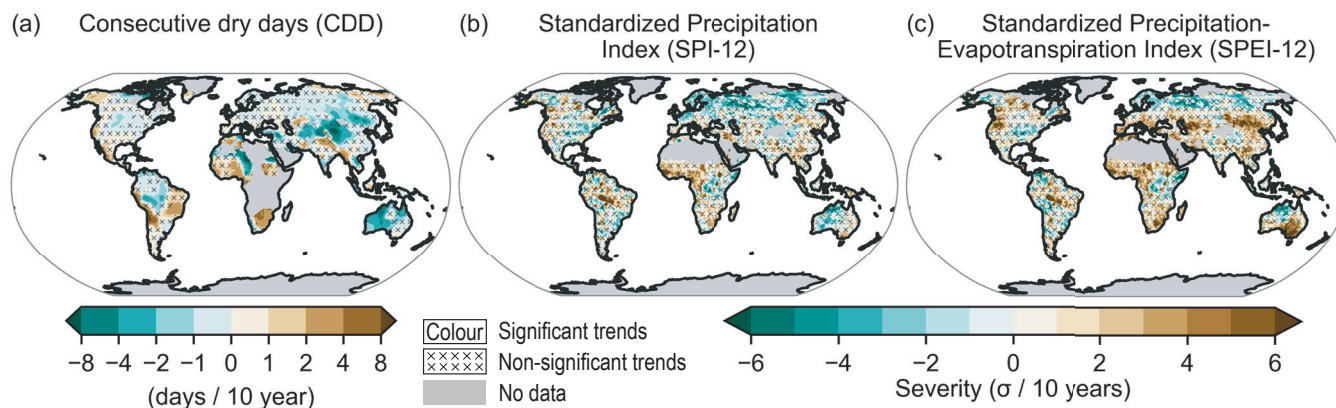 (a) Consecutive dry days (CDD)
(b) Standardized Precipitation
Index (SPI-12)
(c) Standardized Precipitation-
Evapotranspiration Index (SPEI-12)
−8 −4 −2 −1 0 1 2 4 8
(days / 10 year)
Colour Significant trends
Non-significant trends
No data
−6 −4 −2 0 2 4 6
Severity (σ / 10 years)